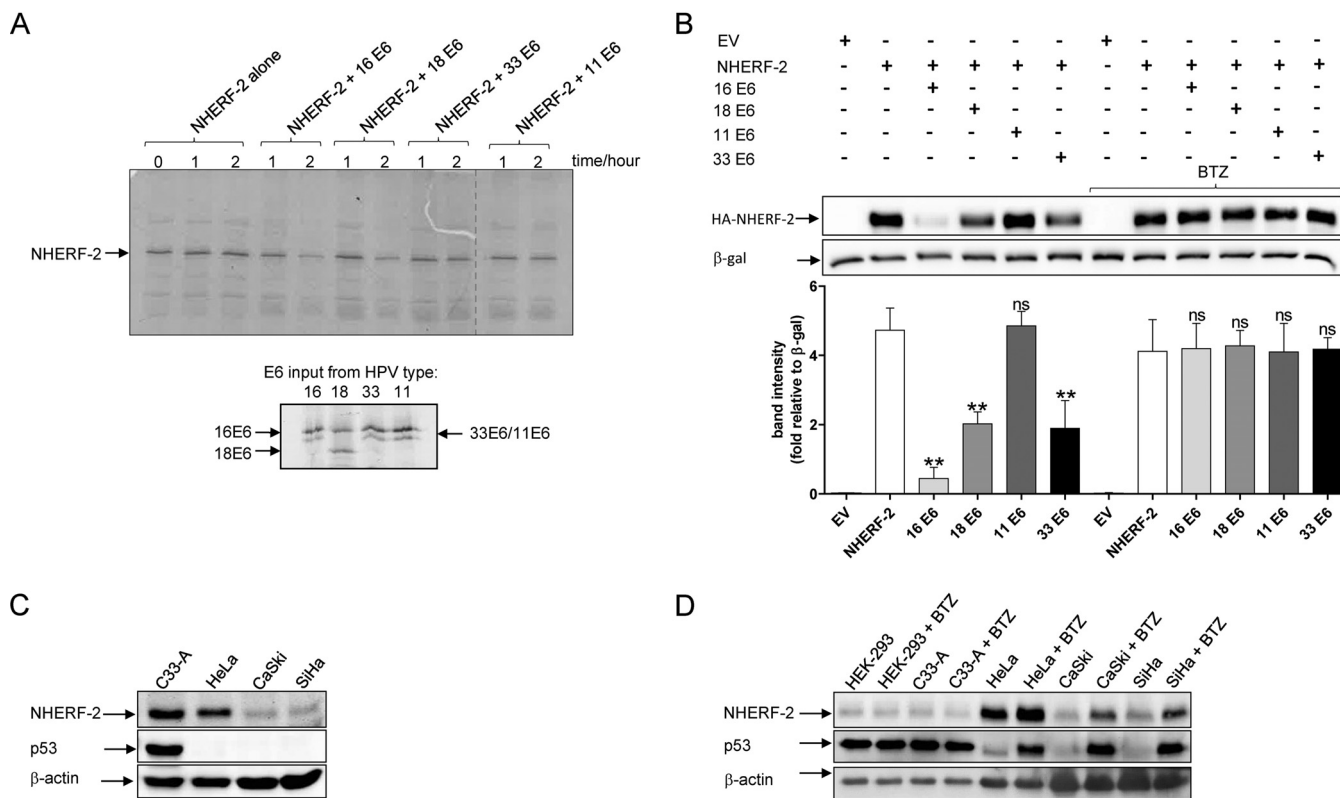 A
NHERF-2 alone
NHERF-2 + 16 E6
NHERF-2 + 18 E6
NHERF-2 + 33 E6
NHERF-2 + 11 E6
0 1 2 1 2 1 2 1 2 1 2 time/hour
NHERF-2
E6 input from HPV type:
16 18 33 11
16E6
33E6/11E6
18E6
B
EV + - - - - - + - - - - -
NHERF-2 - + + + + + - + + + + +
16 E6 - - + - - - - - + - - -
18 E6 - - - + - - - - - + - -
11 E6 - - - - + - - - - - + -
33 E6 - - - - - + - - - - - +
BTZ
HA-NHERF-2
β-gal
band intensity
(fold relative to β-gal)
6
4
2
0
** ** ns ** ns ns ns ns
EV NHERF-2 16 E6 18 E6 11 E6 33 E6 EV NHERF-2 16 E6 18 E6 11 E6 33 E6
C
C33-A HeLa CaSki SiHa
NHERF-2
p53
β-actin
D
HEK-293 HEK-293 + BTZ C33-A C33-A + BTZ HeLa HeLa + BTZ CaSki CaSki + BTZ SiHa SiHa + BTZ
NHERF-2
p53
β-actin